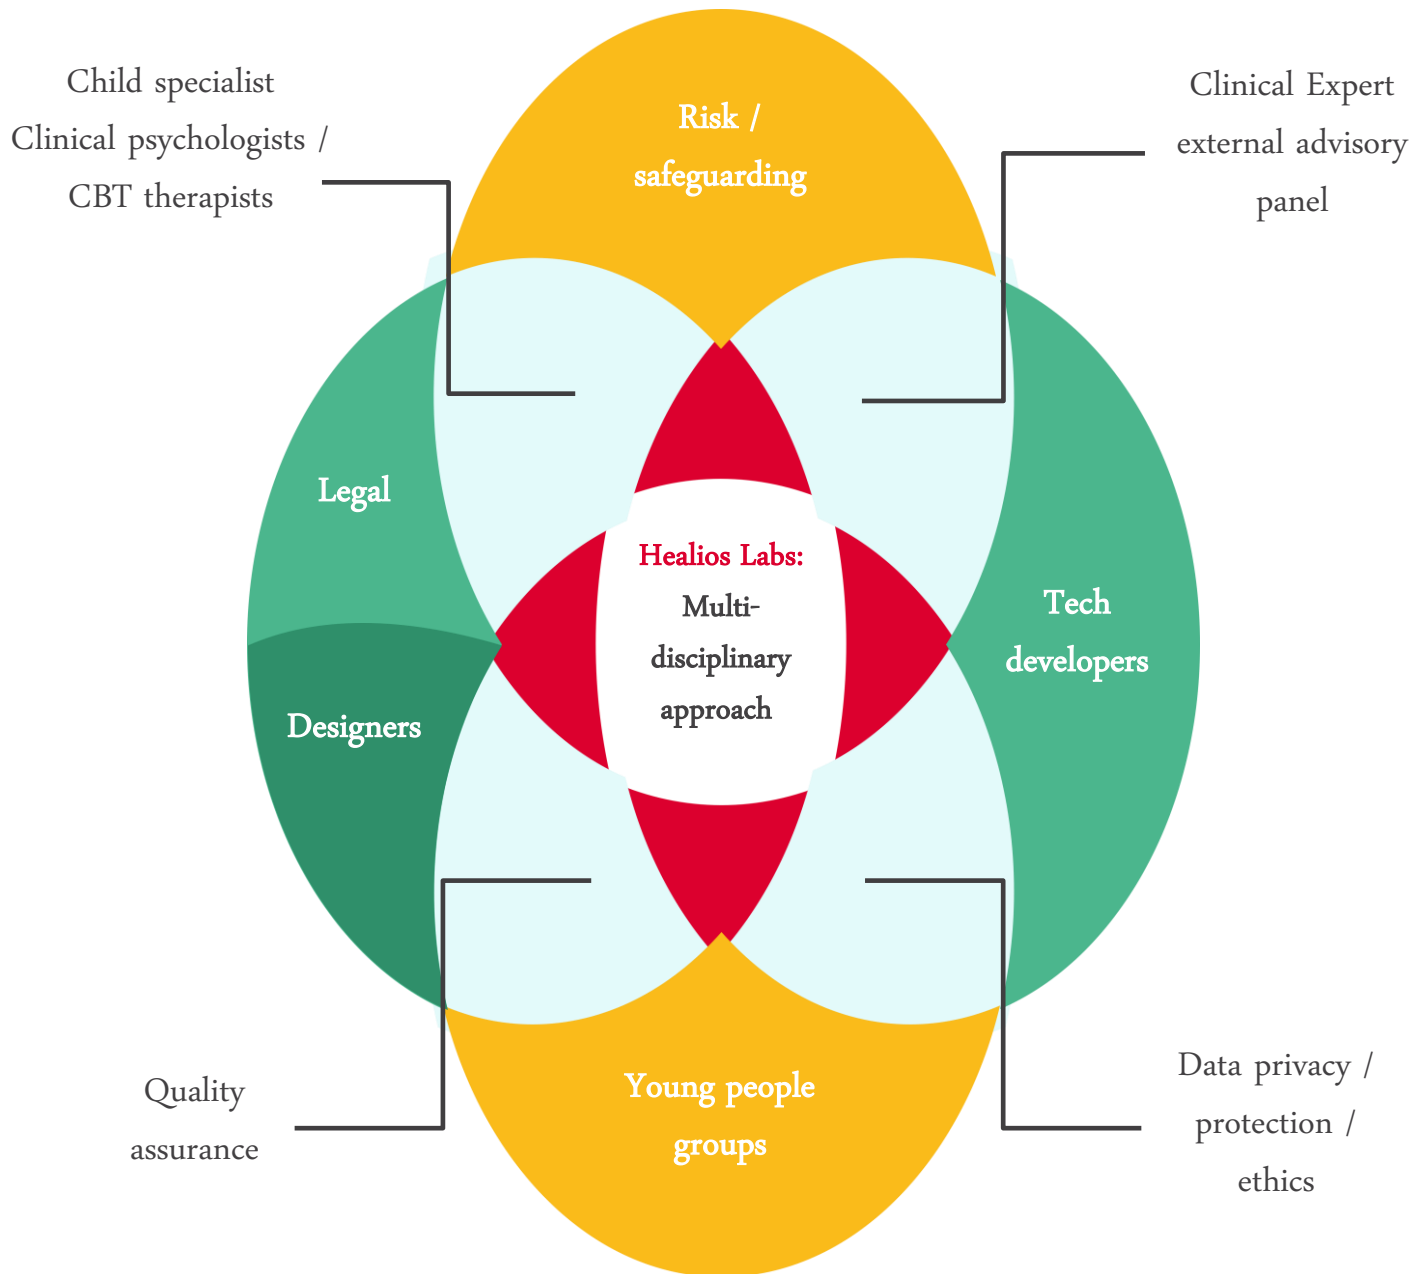 Child specialist
Clinical psychologists /
CBT therapists
Risk /
safeguarding
Clinical Expert
external advisory
panel
Legal
Healios Labs:
Multi-
disciplinary
approach
Tech
developers
Designers
Quality
assurance
Young people
groups
Data privacy /
protection /
ethics